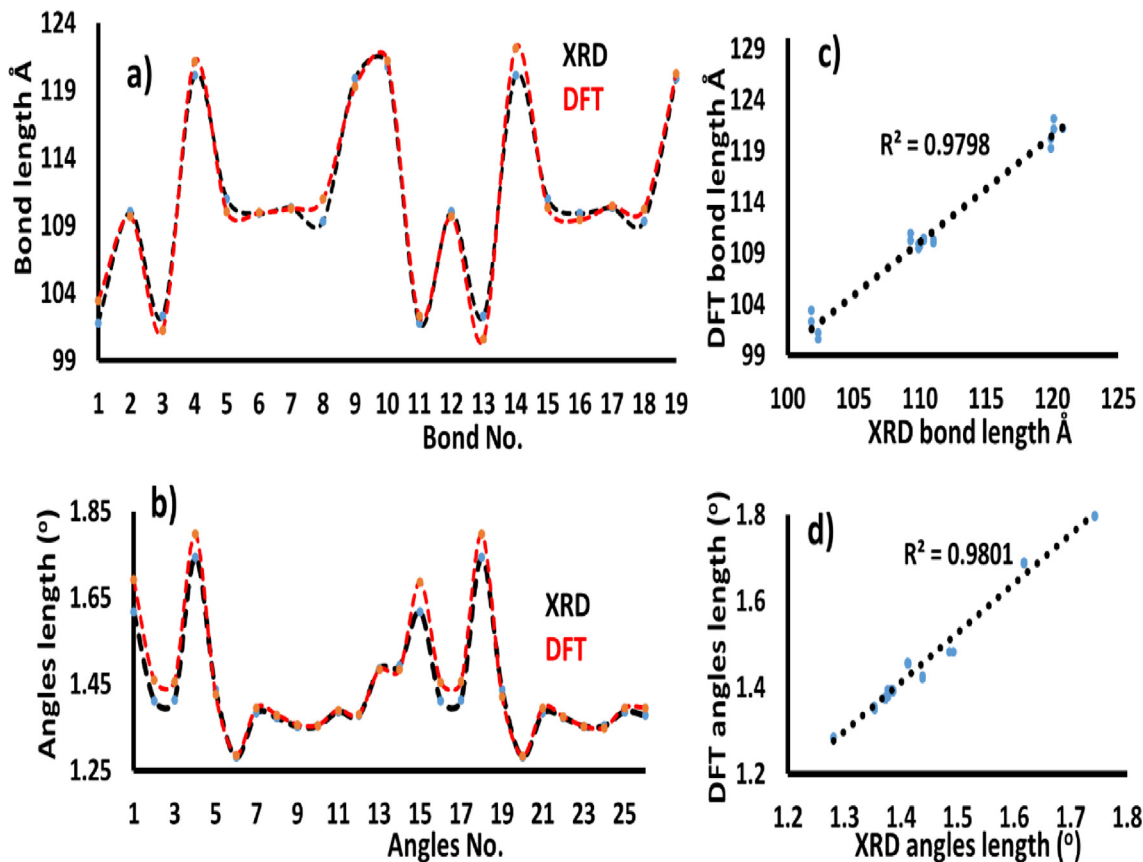 a)
Bond length Å
124
119
114
109
104
99
XRD
DFT
1 2 3 4 5 6 7 8 9 10 11 12 13 14 15 16 17 18 19
Bond No.
c)
DFT bond length Å
129
124
119
114
109
104
99
R² = 0.9798
100 105 110 115 120 125
XRD bond length Å
b)
Angles length (°)
1.85
1.65
1.45
1.25
XRD
DFT
1 3 5 7 9 11 13 15 17 19 21 23 25
Angles No.
d)
DFT angles length (°)
1.8
1.6
1.4
1.2
R² = 0.9801
1.2 1.3 1.4 1.5 1.6 1.7 1.8
XRD angles length (°)